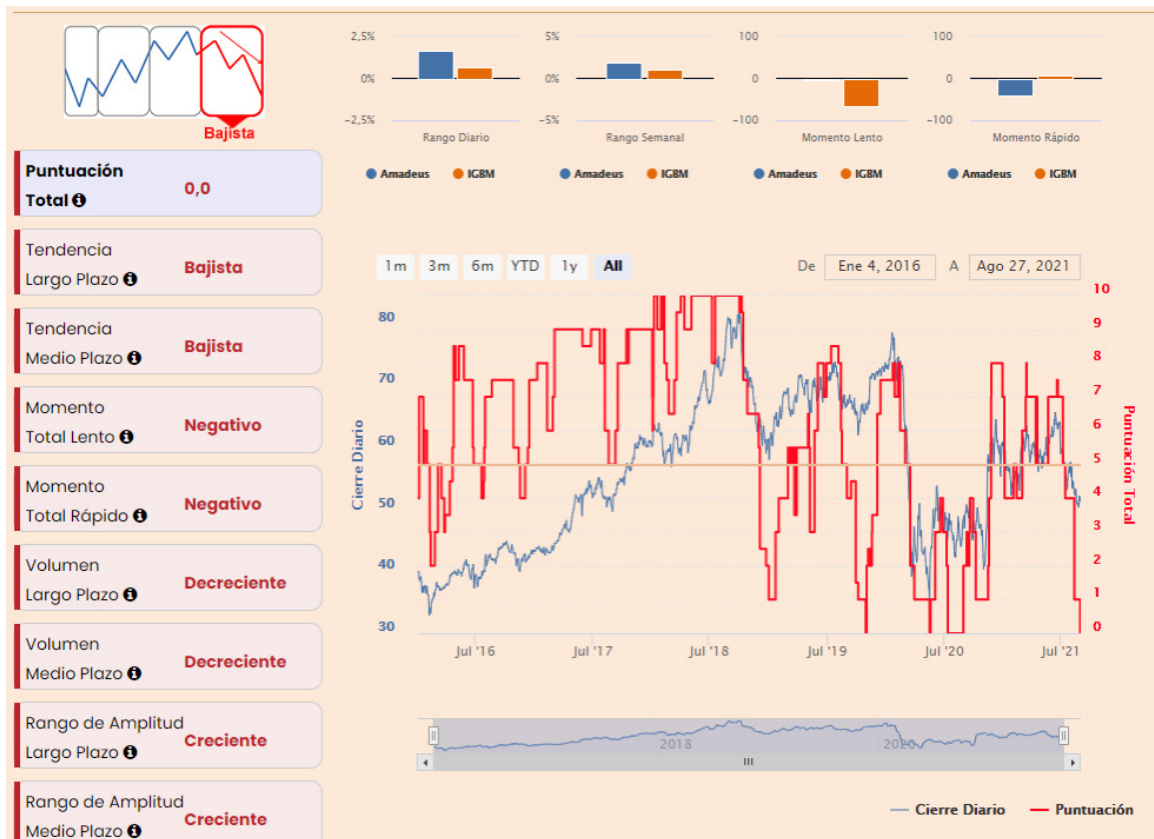 Bajista
Puntuación
Total
0,0
Tendencia
Largo Plazo
Bajista
Tendencia
Medio Plazo
Bajista
Momento
Total Lento
Negativo
Momento
Total Rápido
Negativo
Volumen
Largo Plazo
Decreciente
Volumen
Medio Plazo
Decreciente
Rango de Amplitud
Largo Plazo
Creciente
Rango de Amplitud
Medio Plazo
Creciente
2,5%
0%
−2,5%
Rango Diario
Amadeus IGBM
5%
0%
−5%
Rango Semanal
Amadeus IGBM
100
0
−100
Momento Lento
Amadeus IGBM
100
0
−100
Momento Rápido
Amadeus IGBM
1m 3m 6m YTD 1y All
De Ene 4, 2016 A Ago 27, 2021
Cierre Diario
80
70
60
50
40
30
10
9
8
7
6
5
4
3
2
1
0
Puntuación Total
Jul '16 Jul '17 Jul '18 Jul '19 Jul '20 Jul '21
2018 2020
Cierre Diario Puntuación